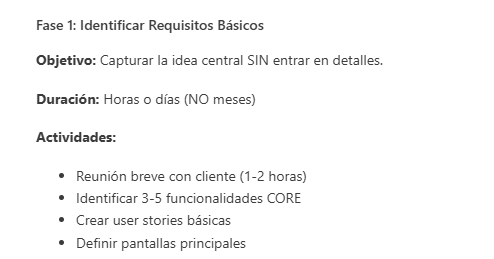 Fase 1: Identificar Requisitos Básicos
Objetivo: Capturar la idea central SIN entrar en detalles.
Duración: Horas o días (NO meses)
Actividades:
• Reunión breve con cliente (1-2 horas)
• Identificar 3-5 funcionalidades CORE
• Crear user stories básicas
• Definir pantallas principales